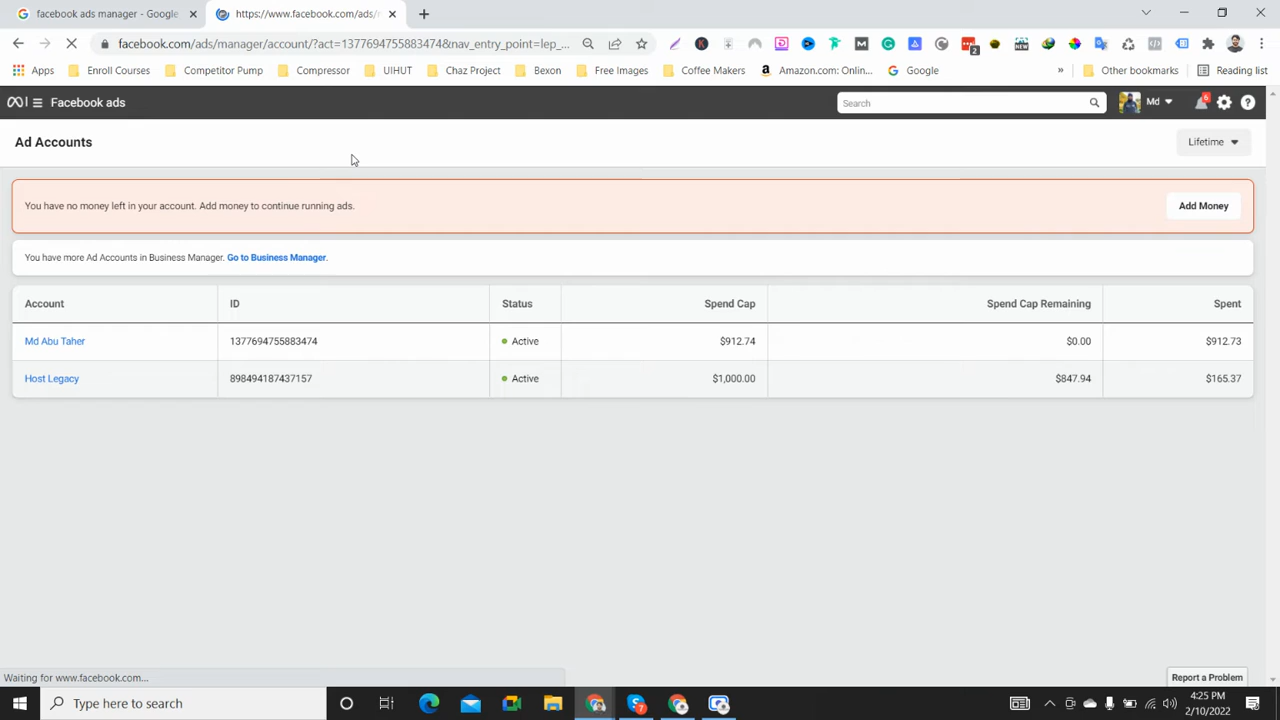 facebook ads manager - Google
https://www.facebook.com/ads/
facebook.com/ads/manager/account/?act=1377694755883474&nav_entry_point=lep_...
Apps
Enroll Courses
Competitor Pump
Compressor
UIHUT
Chaz Project
Bexon
Free Images
Coffee Makers
Amazon.com: Onlin...
Google
»
Other bookmarks
Reading list
Facebook ads
Search
Md
6
Ad Accounts
Lifetime
You have no money left in your account. Add money to continue running ads.
Add Money
You have more Ad Accounts in Business Manager. Go to Business Manager.
Account ID Status Spend Cap Spend Cap Remaining Spent
Md Abu Taher 1377694755883474 Active $912.74 $0.00 $912.73
Host Legacy 898494187437157 Active $1,000.00 $847.94 $165.37
Waiting for www.facebook.com...
Report a Problem
Type here to search
4:25 PM
2/10/2022